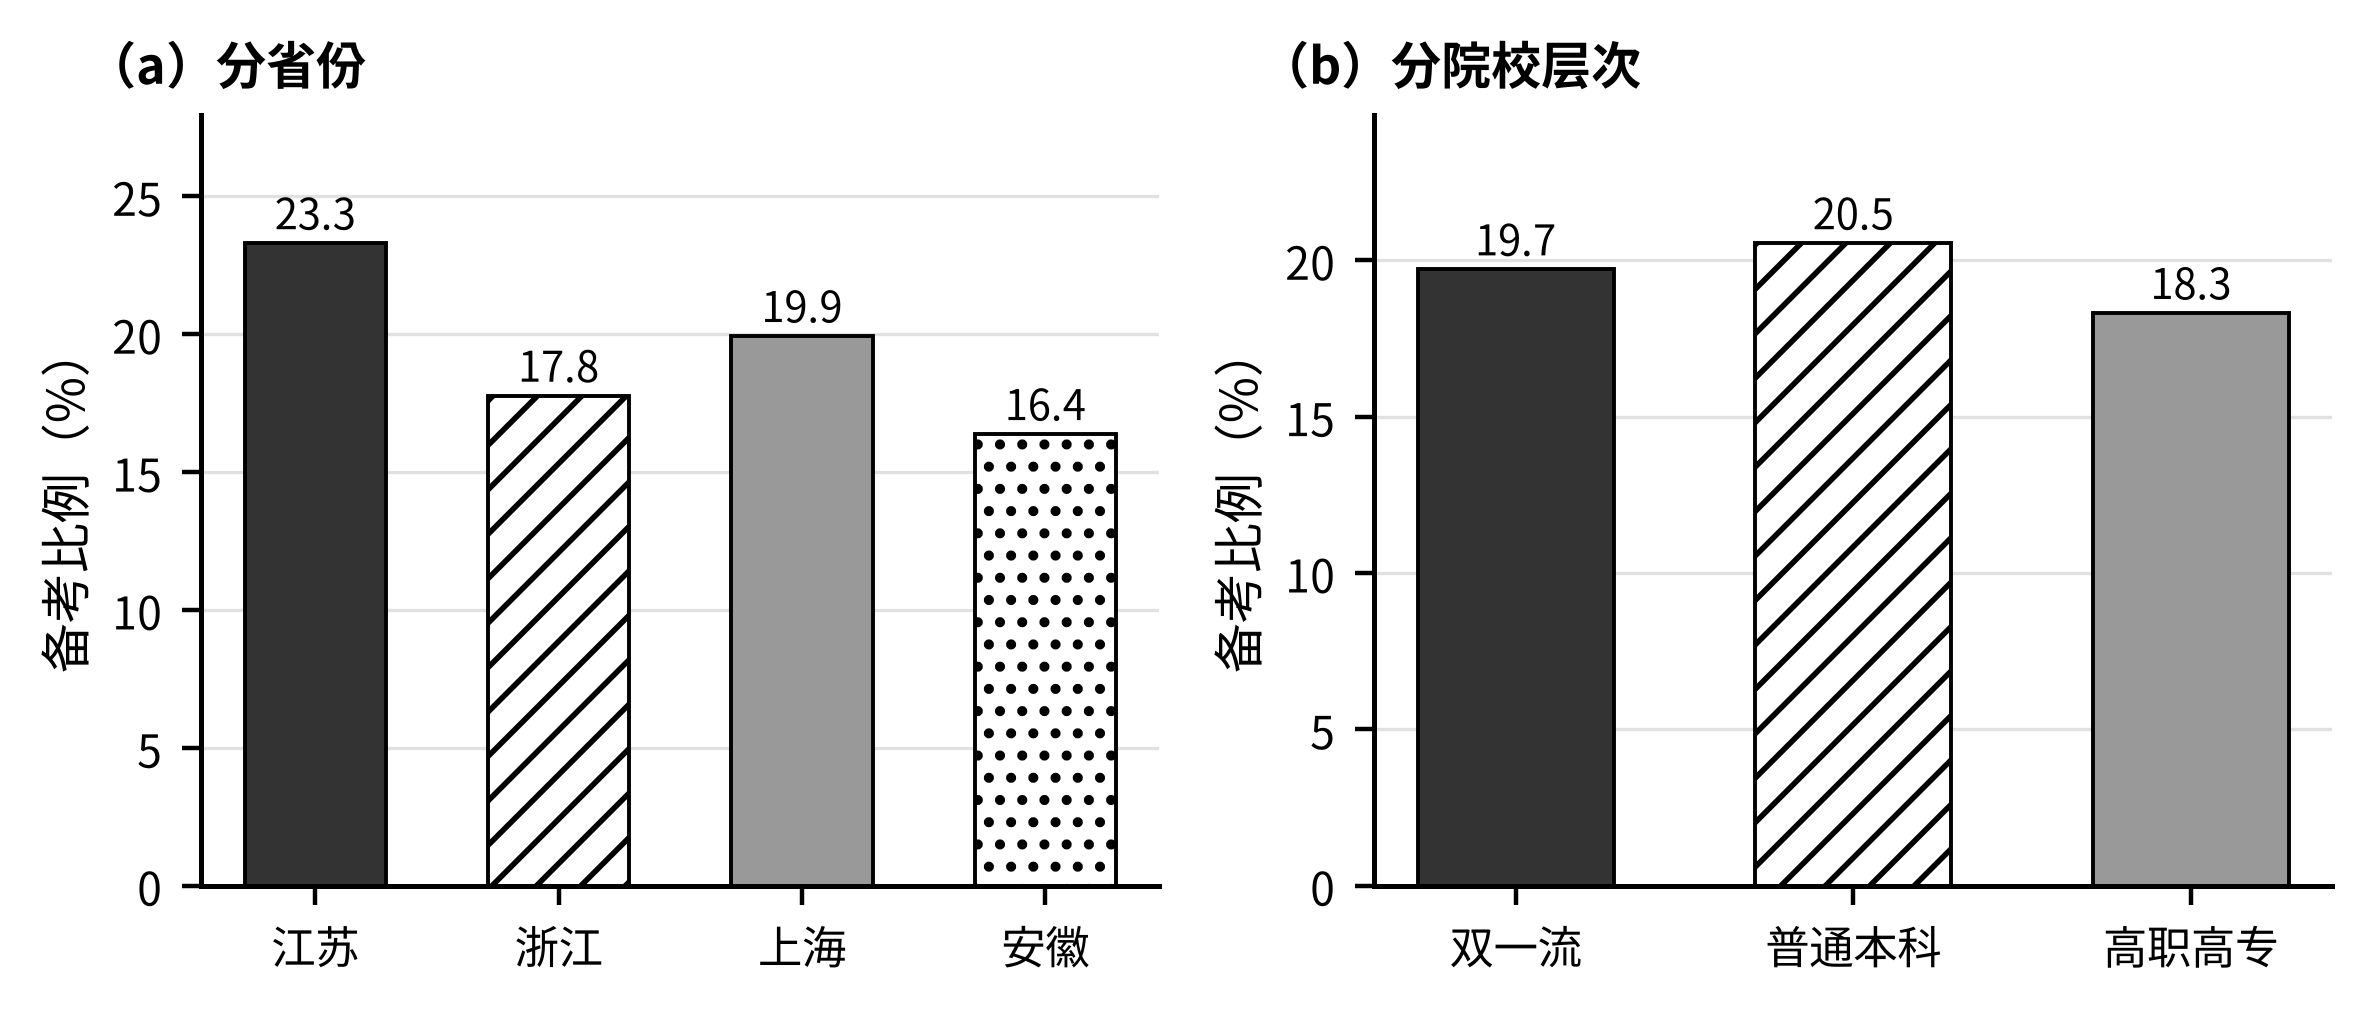 （a）分省份
备考比例（%）
25
20
15
10
5
0
23.3
17.8
19.9
16.4
江苏
浙江
上海
安徽
（b）分院校层次
备考比例（%）
20
15
10
5
0
19.7
20.5
18.3
双一流
普通本科
高职高专